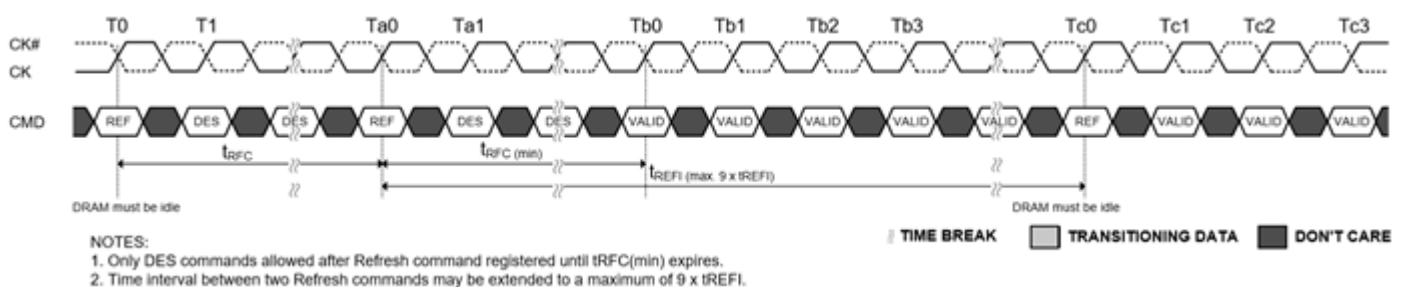 T0 T1 Ta0 Ta1 Tb0 Tb1 Tb2 Tb3 Tc0 Tc1 Tc2 Tc3
CK#
CK
CMD REF DES DES REF DES DES VALID VALID VALID VALID VALID REF VALID VALID VALID
tRFC tRFC (min) tREFI (max. 9 x tREFI)
DRAM must be idle DRAM must be idle
TIME BREAK TRANSITIONING DATA DON'T CARE
NOTES:
1. Only DES commands allowed after Refresh command registered until tRFC(min) expires.
2. Time interval between two Refresh commands may be extended to a maximum of 9 x tREFI.